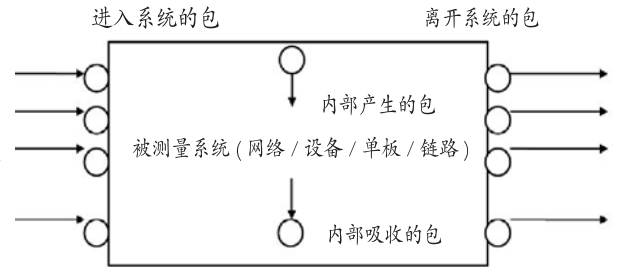 进入系统的包
离开系统的包
内部产生的包
被测量系统(网络/设备/单板/链路)
内部吸收的包